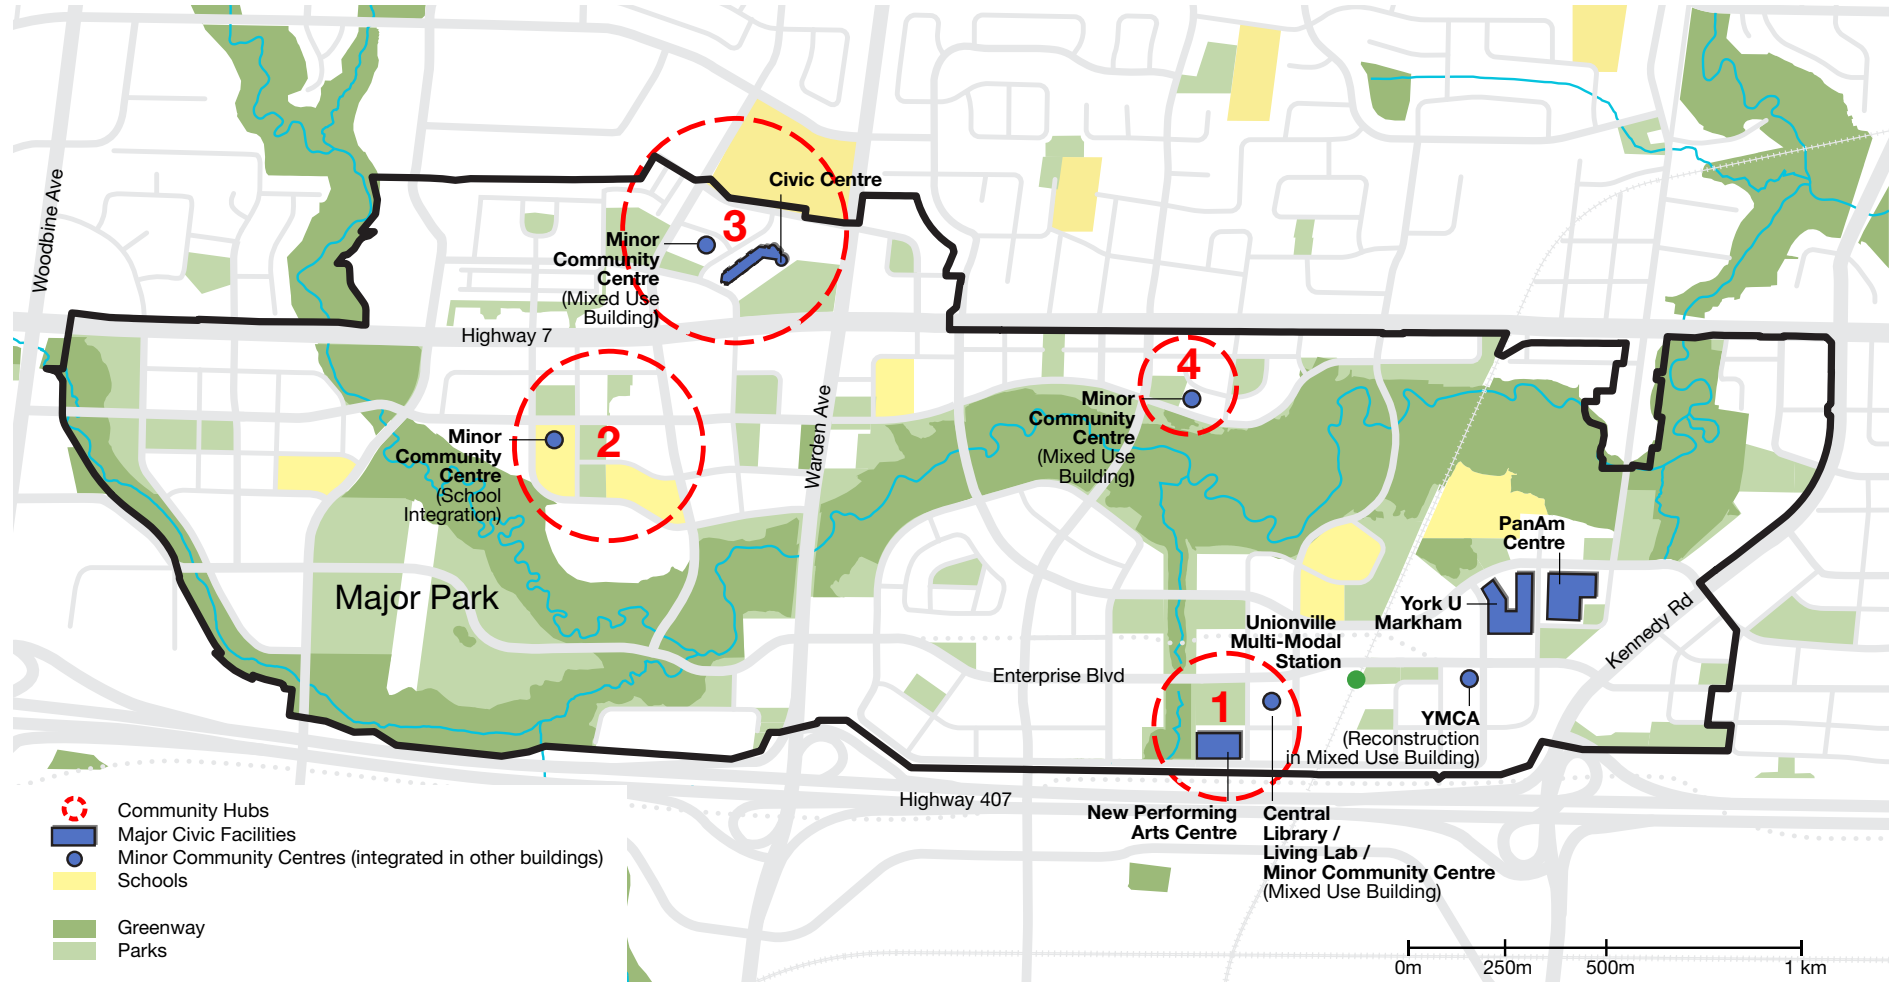 Civic Centre
3
Minor
Community
Centre
(Mixed Use
Building)
Woodbine Ave
Highway 7
4
Minor
Community
Centre
(Mixed Use
Building)
Warden Ave
2
Minor
Community
Centre
(School
Integration)
PanAm
Centre
York U
Markham
Major Park
Unionville
Multi-Modal
Station
Kennedy Rd
Enterprise Blvd
1
YMCA
(Reconstruction
in Mixed Use Building)
Highway 407
New Performing
Arts Centre
Central
Library /
Living Lab /
Minor Community Centre
(Mixed Use Building)
Community Hubs
Major Civic Facilities
Minor Community Centres (integrated in other buildings)
Schools
Greenway
Parks
0m 250m 500m 1 km